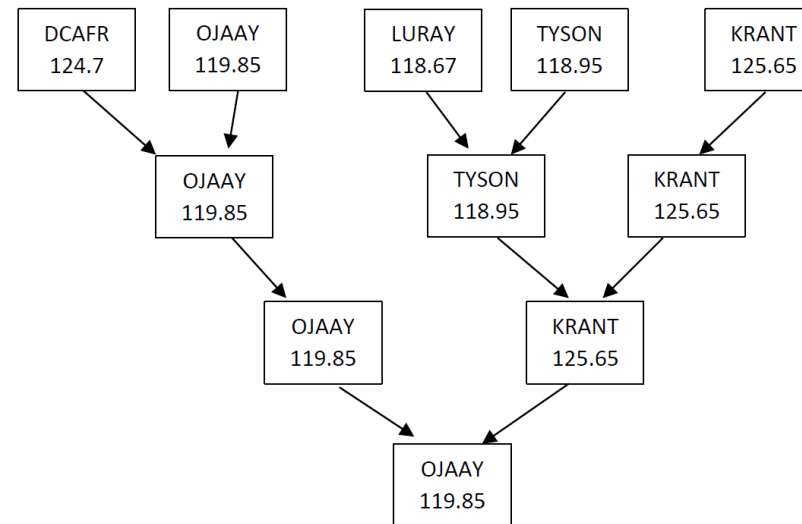 DCAFR
124.7
OJAAY
119.85
LURAY
118.67
TYSON
118.95
KRANT
125.65
OJAAY
119.85
TYSON
118.95
KRANT
125.65
OJAAY
119.85
KRANT
125.65
OJAAY
119.85